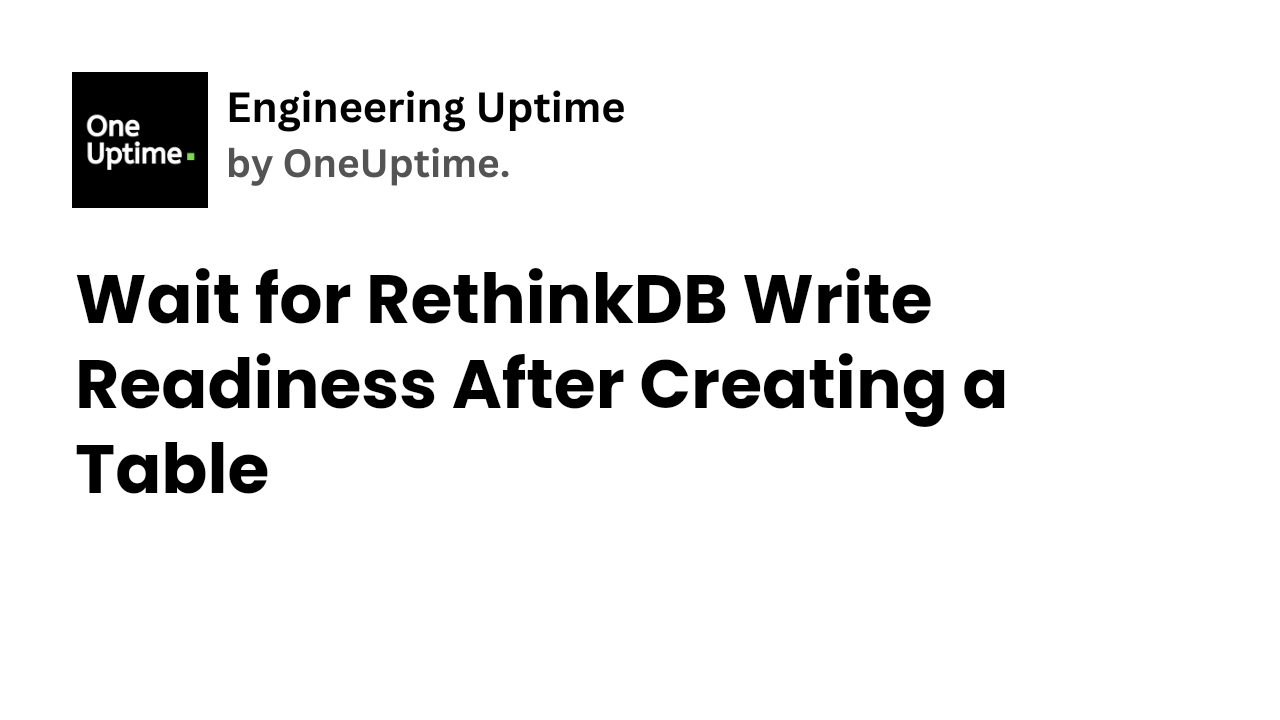 One
Uptime.
Engineering Uptime
by OneUptime.
Wait for RethinkDB Write
Readiness After Creating a
Table